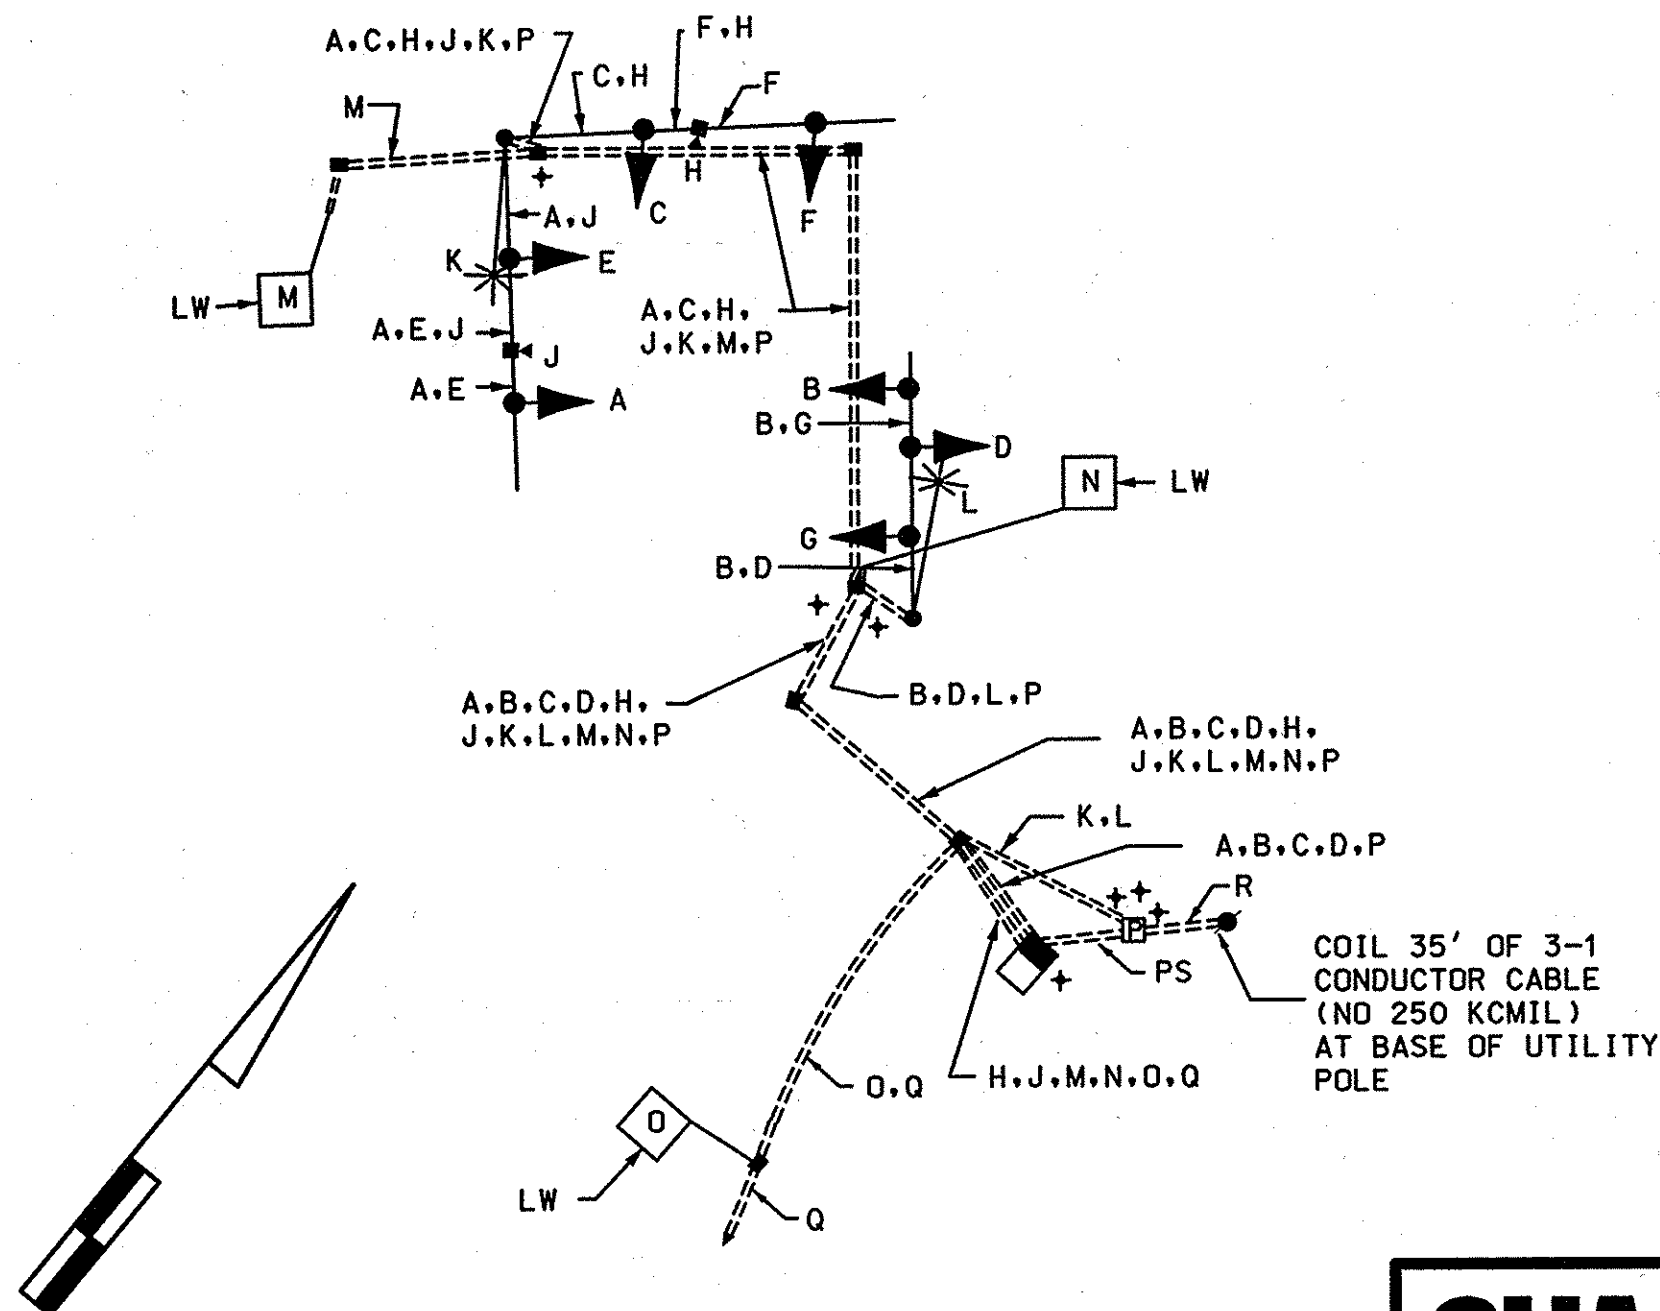 A,C,H,J,K,P
F,H
C,H
F
M
H
C
F
A,J
K
E
LW
M
A,E,J
A,C,H,
J,K,M,P
J
A,E
A
B
B,G
D
N
LW
L
G
B,D
A,B,C,D,H,
J,K,L,M,N,P
B,D,L,P
A,B,C,D,H,
J,K,L,M,N,P
K,L
A,B,C,D,P
R
P
PS
COIL 35' OF 3-1
CONDUCTOR CABLE
(NO 250 KCMIL)
AT BASE OF UTILITY
POLE
O,Q
H,J,M,N,O,Q
O
LW
Q